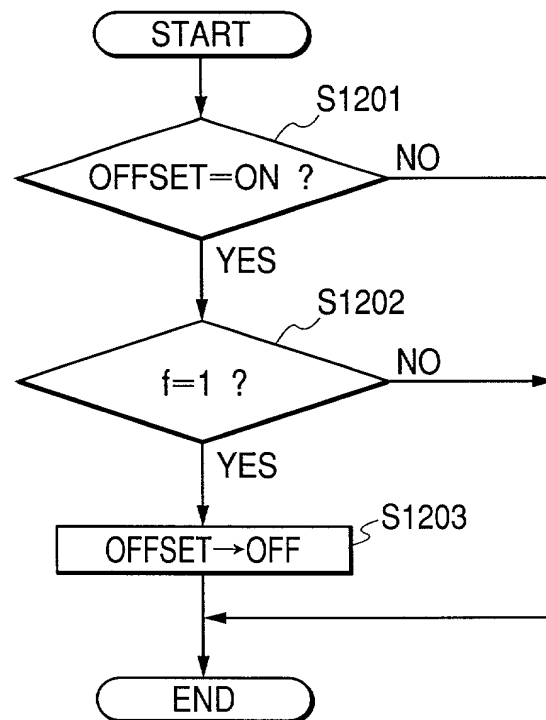 START
S1201
OFFSET=ON ?
NO
YES
S1202
f=1 ?
NO
YES
S1203
OFFSET→OFF
END